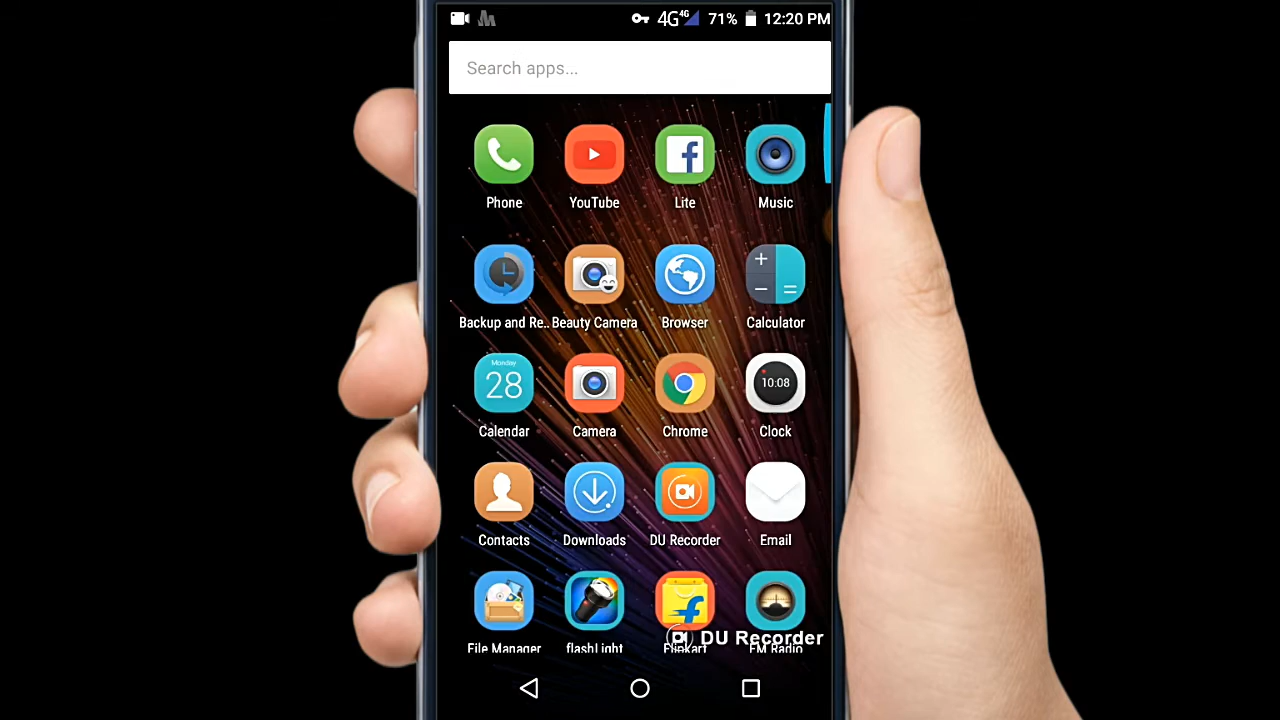 4G 4G 71% 12:20 PM
Search apps...
Phone YouTube Lite Music
Backup and Re.. Beauty Camera Browser Calculator
Monday
28
10:08
Calendar Camera Chrome Clock
Contacts Downloads DU Recorder Email
DU Recorder
File Manager flashLight Flipkart FM Radio